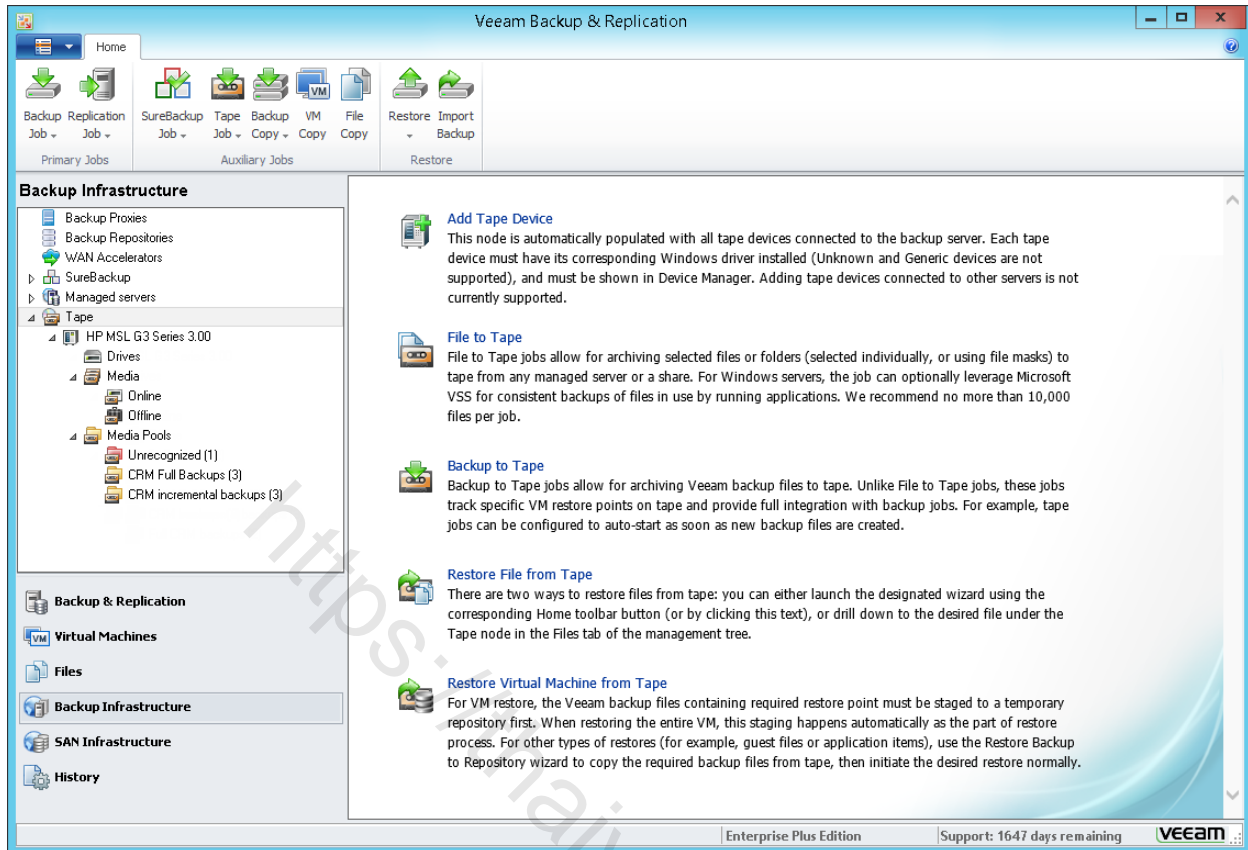 Veeam Backup & Replication
Home
Backup Job
Replication Job
SureBackup Job
Tape Job
Backup Copy
VM Copy
File Copy
Restore
Import Backup
Primary Jobs
Auxiliary Jobs
Restore
Backup Infrastructure
Backup Proxies
Backup Repositories
WAN Accelerators
SureBackup
Managed servers
Tape
HP MSL G3 Series 3.00
Drives
Media
Online
Offline
Media Pools
Unrecognized (1)
CRM Full Backups (3)
CRM incremental backups (3)
Backup & Replication
VM
Virtual Machines
Files
Backup Infrastructure
SAN Infrastructure
History
Add Tape Device
This node is automatically populated with all tape devices connected to the backup server. Each tape
device must have its corresponding Windows driver installed (Unknown and Generic devices are not
supported), and must be shown in Device Manager. Adding tape devices connected to other servers is not
currently supported.
File to Tape
File to Tape jobs allow for archiving selected files or folders (selected individually, or using file masks) to
tape from any managed server or a share. For Windows servers, the job can optionally leverage Microsoft
VSS for consistent backups of files in use by running applications. We recommend no more than 10,000
files per job.
Backup to Tape
Backup to Tape jobs allow for archiving Veeam backup files to tape. Unlike File to Tape jobs, these jobs
track specific VM restore points on tape and provide full integration with backup jobs. For example, tape
jobs can be configured to auto-start as soon as new backup files are created.
Restore File from Tape
There are two ways to restore files from tape: you can either launch the designated wizard using the
corresponding Home toolbar button (or by clicking this text), or drill down to the desired file under the
Tape node in the Files tab of the management tree.
Restore Virtual Machine from Tape
For VM restore, the Veeam backup files containing required restore point must be staged to a temporary
repository first. When restoring the entire VM, this staging happens automatically as the part of restore
process. For other types of restores (for example, guest files or application items), use the Restore Backup
to Repository wizard to copy the required backup files from tape, then initiate the desired restore normally.
Enterprise Plus Edition
Support: 1647 days remaining
veeam